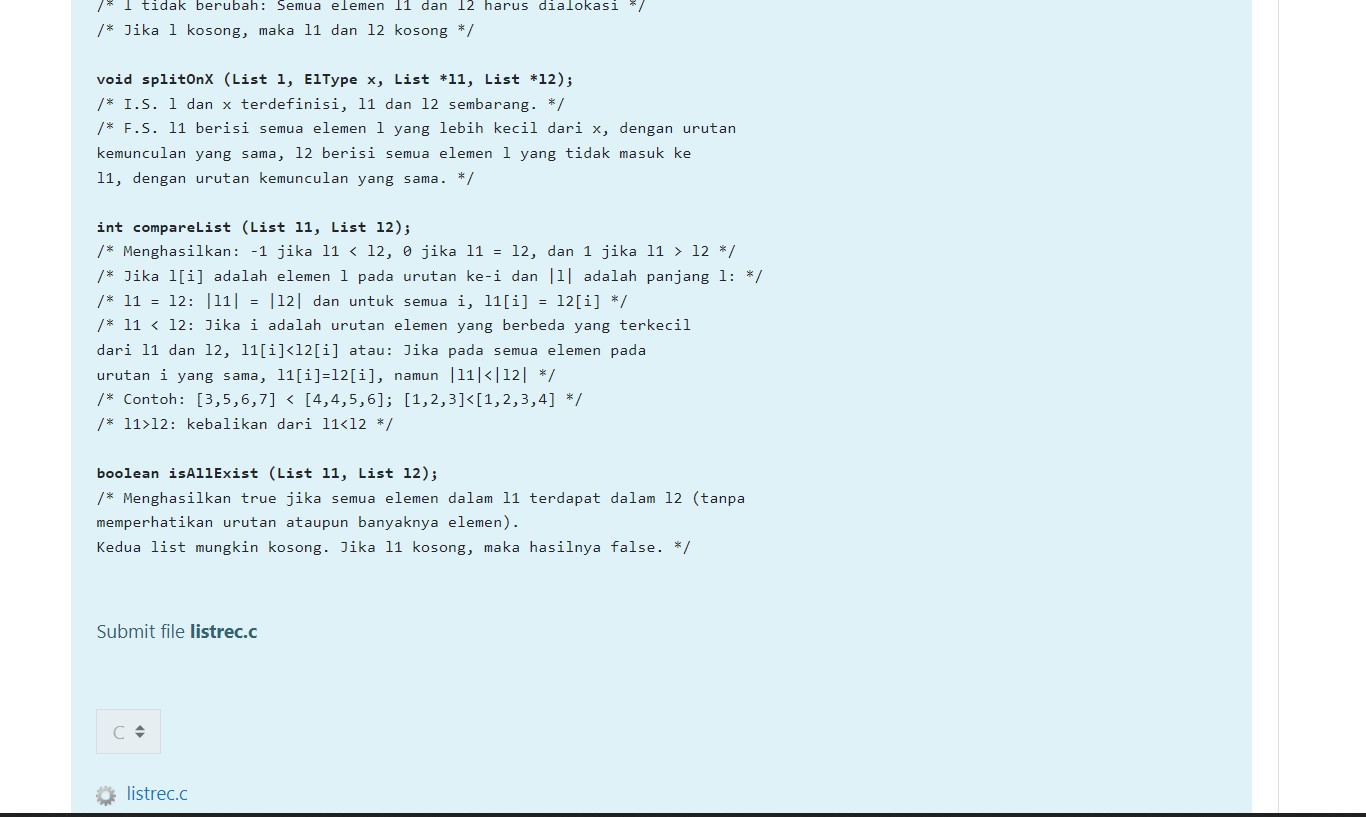 /* l tidak berubah: Semua elemen l1 dan l2 harus dialokasi */
/* Jika l kosong, maka l1 dan l2 kosong */
void splitOnX (List l, ElType x, List *l1, List *l2);
/* I.S. l dan x terdefinisi, l1 dan l2 sembarang. */
/* F.S. l1 berisi semua elemen l yang lebih kecil dari x, dengan urutan
kemunculan yang sama, l2 berisi semua elemen l yang tidak masuk ke
l1, dengan urutan kemunculan yang sama. */
int compareList (List l1, List l2);
/* Menghasilkan: -1 jika l1 < l2, 0 jika l1 = l2, dan 1 jika l1 > l2 */
/* Jika l[i] adalah elemen l pada urutan ke-i dan |l| adalah panjang l: */
/* l1 = l2: |l1| = |l2| dan untuk semua i, l1[i] = l2[i] */
/* l1 < l2: Jika i adalah urutan elemen yang berbeda yang terkecil
dari l1 dan l2, l1[i]<l2[i] atau: Jika pada semua elemen pada
urutan i yang sama, l1[i]=l2[i], namun |l1|<|l2| */
/* Contoh: [3,5,6,7] < [4,4,5,6]; [1,2,3]<[1,2,3,4] */
/* l1>l2: kebalikan dari l1<l2 */
boolean isAllExist (List l1, List l2);
/* Menghasilkan true jika semua elemen dalam l1 terdapat dalam l2 (tanpa
memperhatikan urutan ataupun banyaknya elemen).
Kedua list mungkin kosong. Jika l1 kosong, maka hasilnya false. */
Submit file listrec.c
C
listrec.c